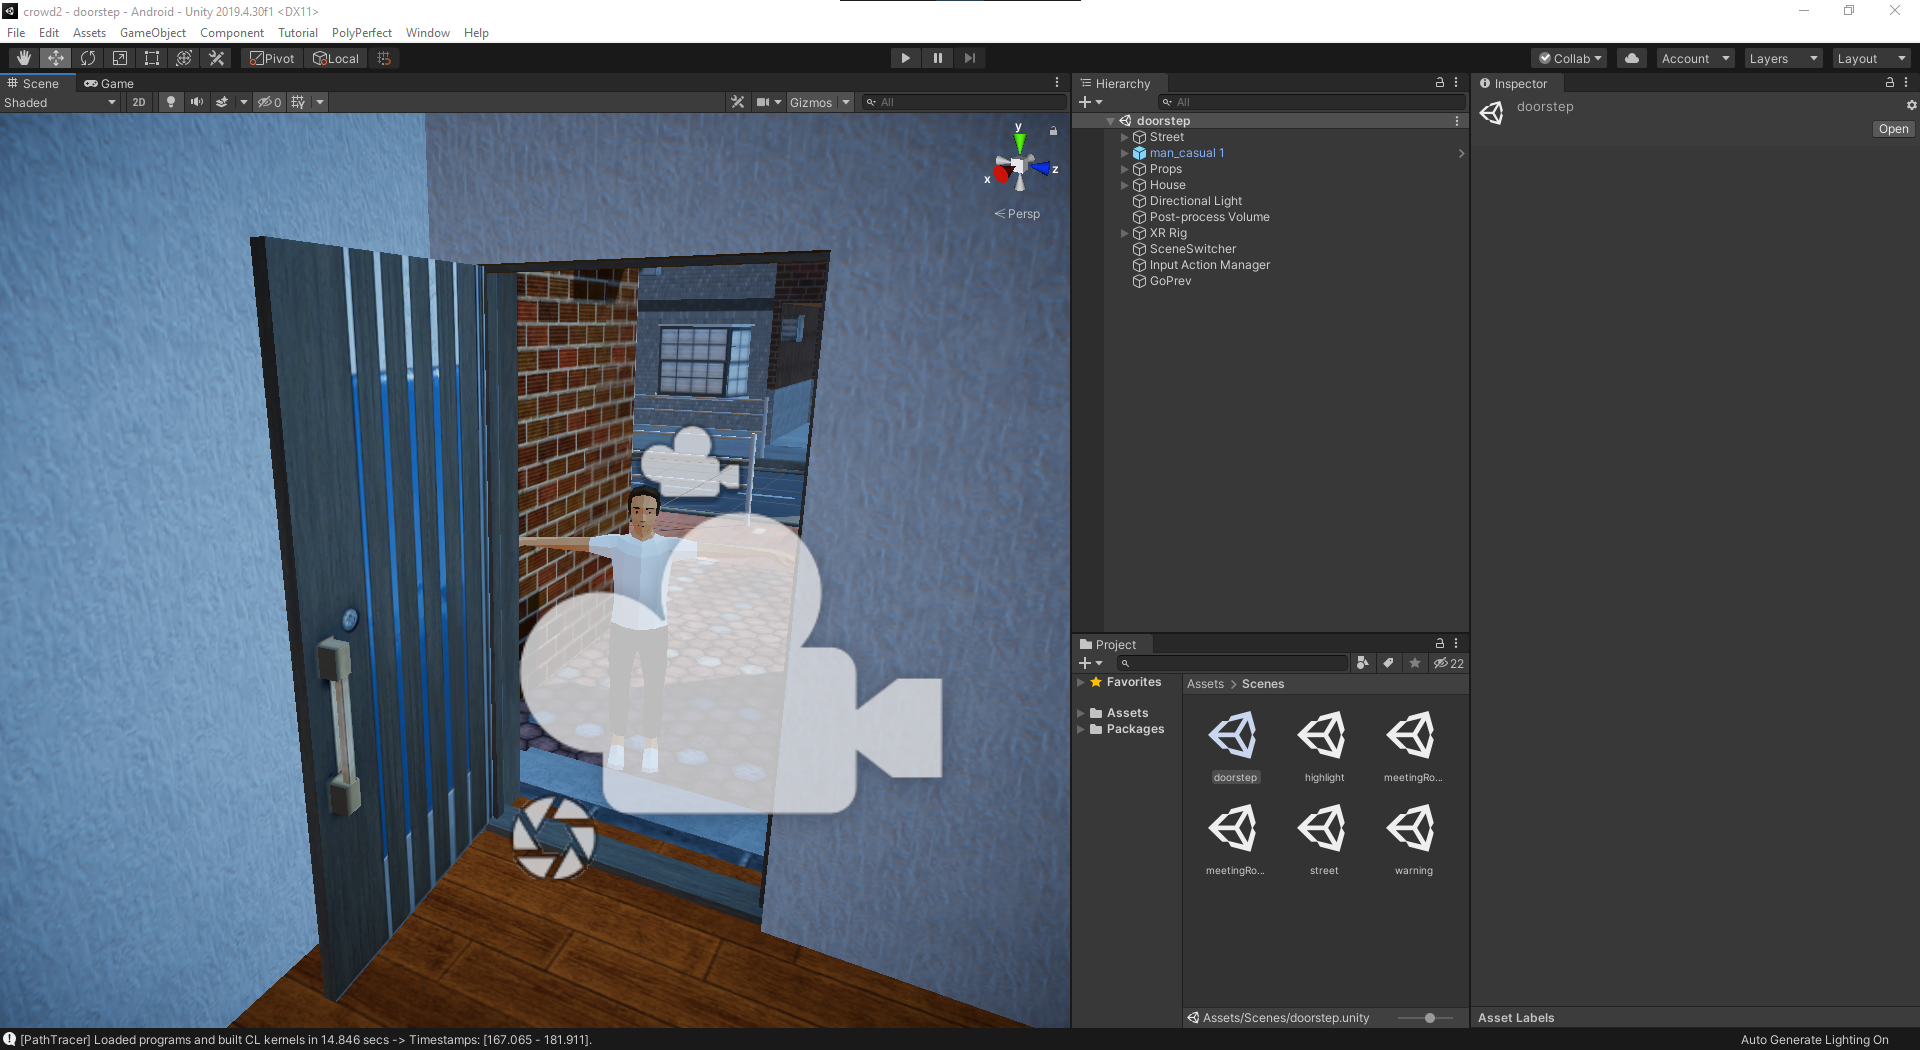 crowd2 - doorstep - Android - Unity 2019.4.30f1 <DX11>
File Edit Assets GameObject Component Tutorial PolyPerfect Window Help
Pivot Local Collab Account Layers Layout
Scene Game
Shaded 2D 0 Gizmos All
y
x
z
Persp
Hierarchy
All
doorstep
Street
man_casual 1
Props
House
Directional Light
Post-process Volume
XR Rig
SceneSwitcher
Input Action Manager
GoPrev
Project
22
Favorites
Assets
Packages
Assets > Scenes
doorstep highlight meetingRo...
meetingRo... street warning
Assets/Scenes/doorstep.unity
Inspector
doorstep
Open
Asset Labels
[PathTracer] Loaded programs and built CL kernels in 14.846 secs -> Timestamps: [167.065 - 181.911].
Auto Generate Lighting On